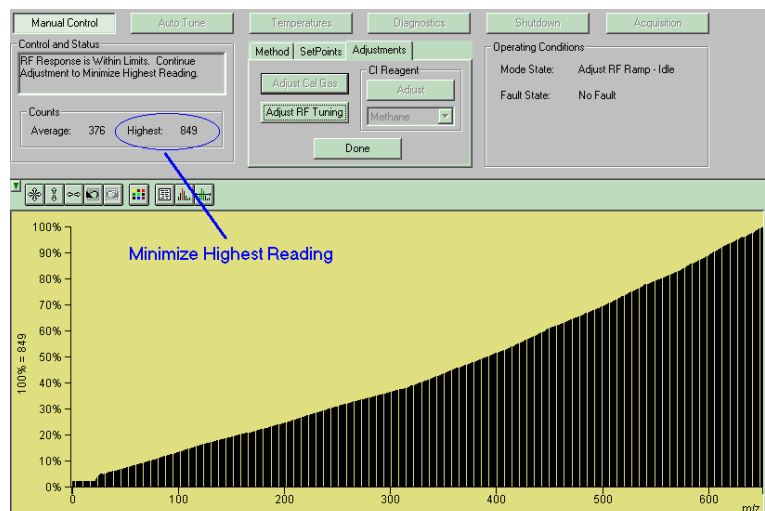 Manual Control
Auto Tune
Temperatures
Diagnostics
Shutdown
Acquisition
Control and Status
RF Response is Within Limits. Continue
Adjustment to Minimize Highest Reading.
Counts
Average: 376 Highest: 849
Method SetPoints Adjustments
Adjust Cal Gas
Adjust RF Tuning
CI Reagent
Adjust
Methane
Done
Operating Conditions
Mode State: Adjust RF Ramp - Idle
Fault State: No Fault
Minimize Highest Reading
100% = 849
100%
90%
80%
70%
60%
50%
40%
30%
20%
10%
0%
0 100 200 300 400 500 600
m/z